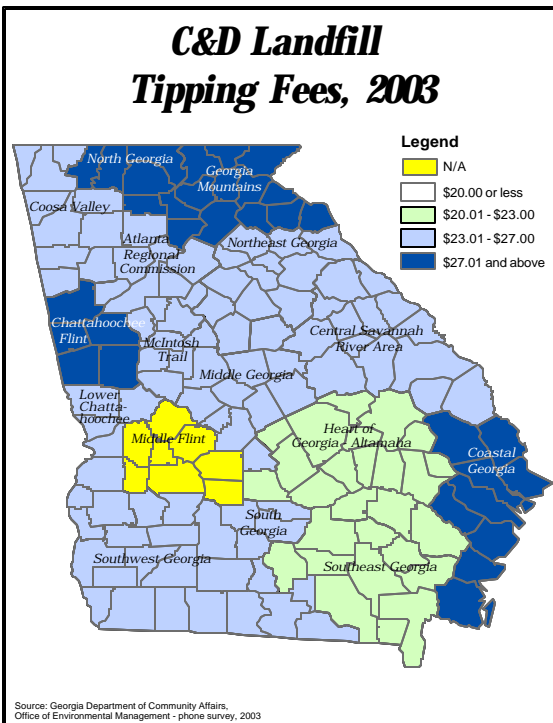 C&D Landfill
Tipping Fees, 2003
Legend
N/A
$20.00 or less
$20.01 - $23.00
$23.01 - $27.00
$27.01 and above
North Georgia
Georgia
Mountains
Coosa Valley
Atlanta
Regional
Commission
Northeast Georgia
Chattahoochee
Flint
McIntosh
Trail
Central Savannah
River Area
Middle Georgia
Lower
Chatta-
hoochee
Middle Flint
Heart of
Georgia - Altamaha
Coastal
Georgia
South
Georgia
Southwest Georgia
Southeast Georgia
Source: Georgia Department of Community Affairs,
Office of Environmental Management - phone survey, 2003